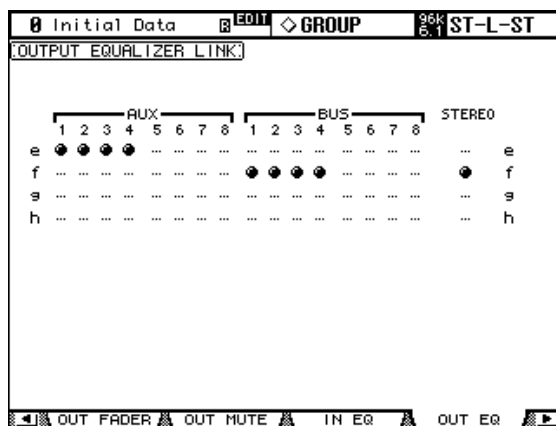 0 Initial Data R EDIT ◇GROUP 96k 6.1 ST-L-ST
OUTPUT EQUALIZER LINK
AUX BUS STEREO
1 2 3 4 5 6 7 8 1 2 3 4 5 6 7 8
e e
f f
g g
h h
OUT FADER OUT MUTE IN EQ OUT EQ